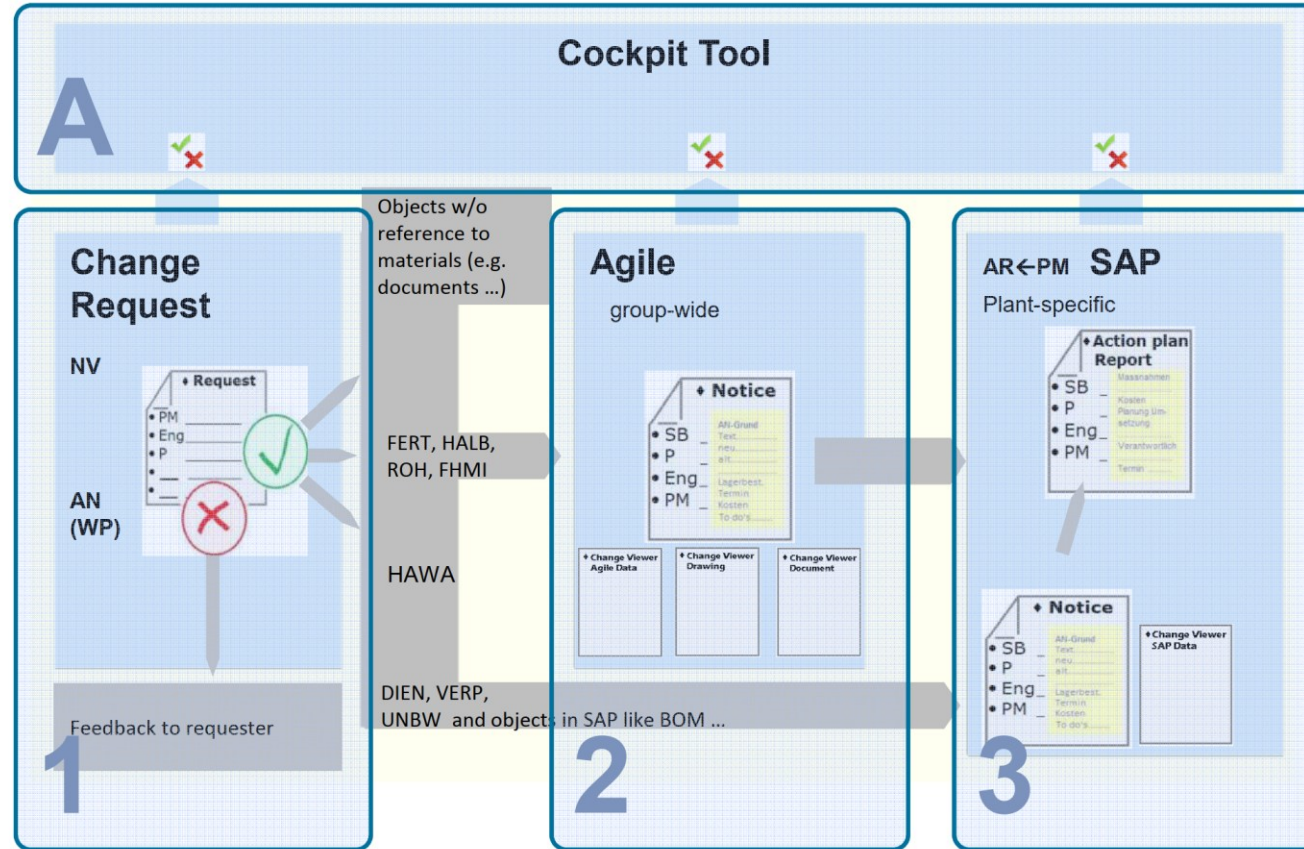 Cockpit Tool
A
Change
Request
NV
♦ Request
• PM
• Eng
• P
AN
(WP)
Feedback to requester
1
Objects w/o
reference to
materials (e.g.
documents ...)
FERT, HALB,
ROH, FHMI
HAWA
DIEN, VERP,
UNBW and objects in SAP like BOM ...
Agile
group-wide
♦ Notice
• SB _
• P _
• Eng_
• PM _
AN-Grund
Text
neu
alt
Lagerbest.
Termin
Kosten
To do's
♦ Change Viewer
Agile Data
♦ Change Viewer
Drawing
♦ Change Viewer
Document
2
AR←PM SAP
Plant-specific
♦ Action plan
Report
• SB _
• P _
• Eng_
• PM _
Massnahmen
Kosten
Planung Um-
setzung
Verantwortlich
Termin
♦ Notice
• SB _
• P _
• Eng _
• PM _
AN-Grund
Text
neu
alt
Lagerbest.
Termin
Kosten
To do's
♦ Change Viewer
SAP Data
3